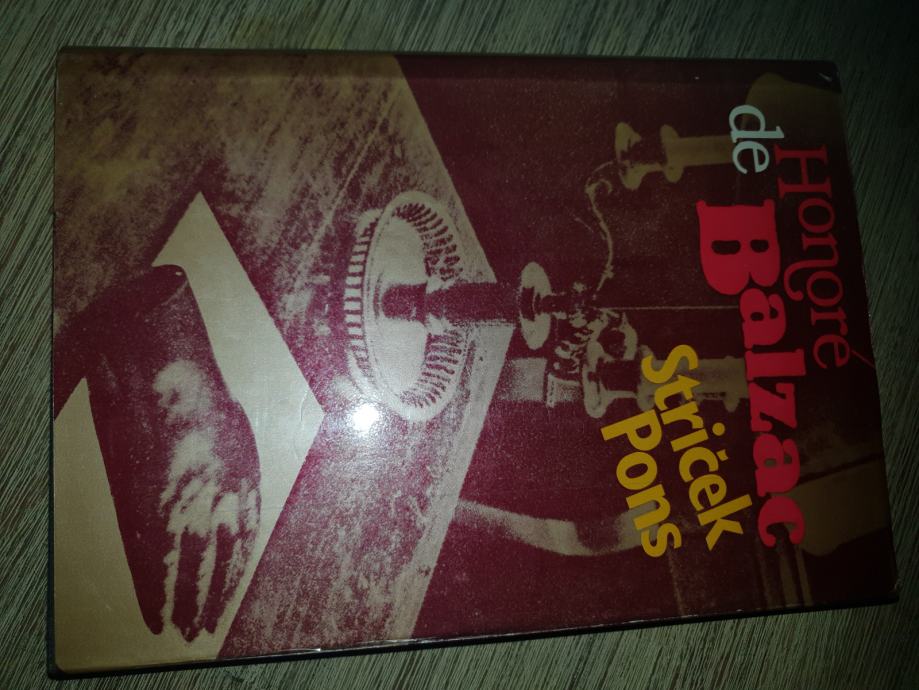 Honoré
de Balzac
Striček
Pons